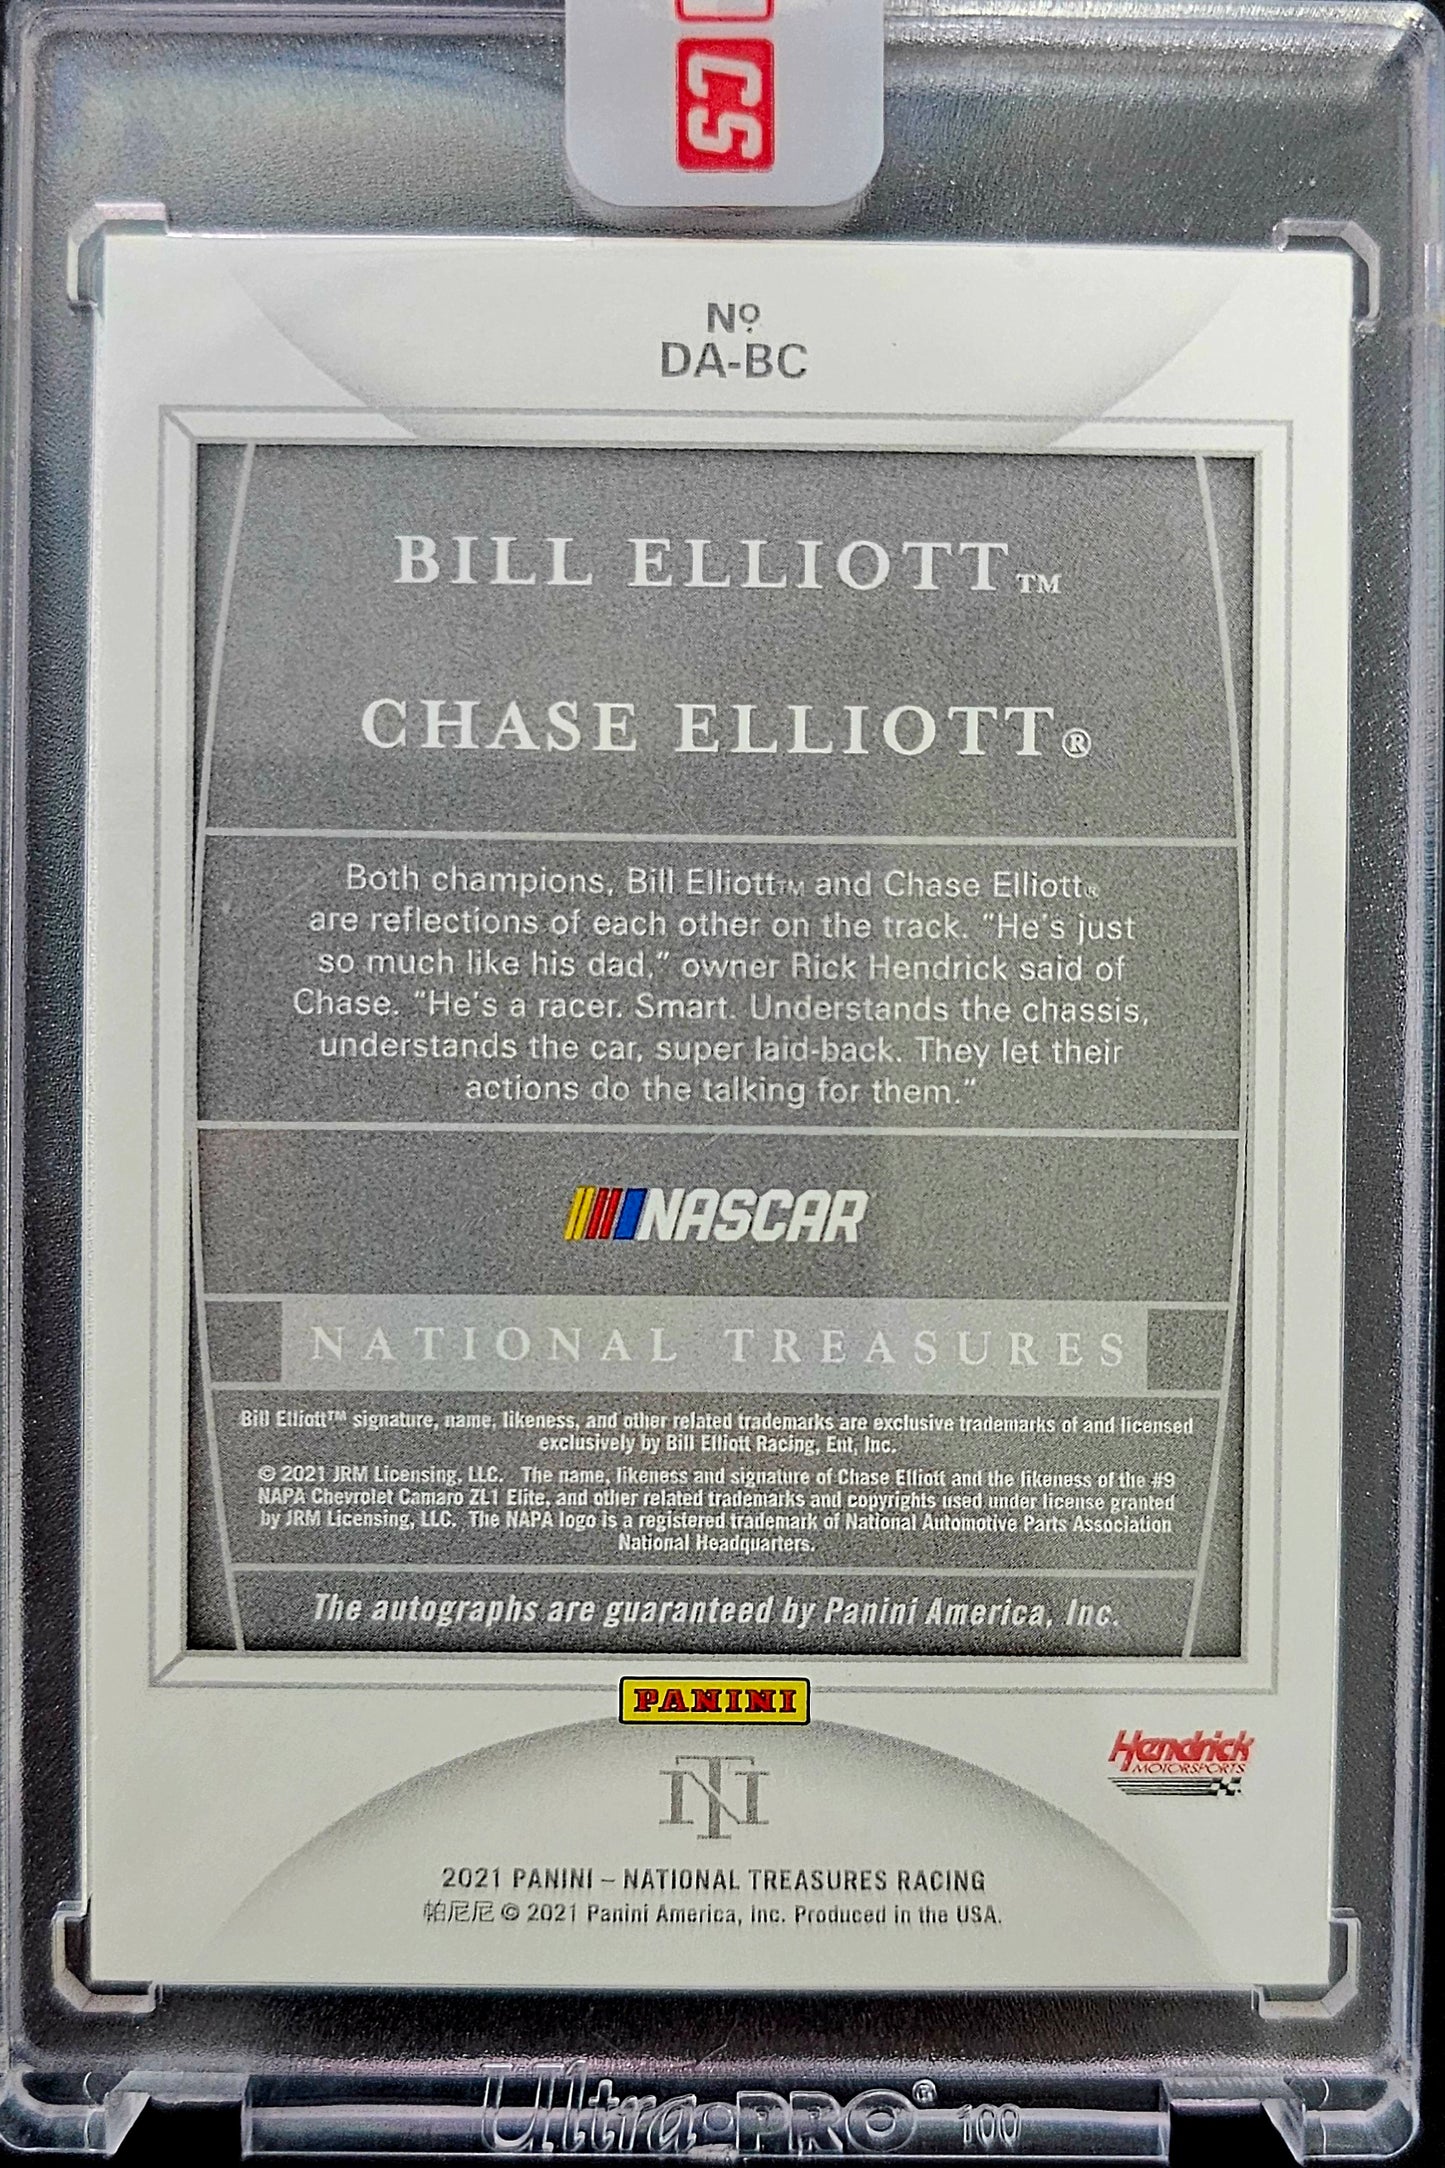 CS
Nº
DA-BC
BILL ELLIOTT™
CHASE ELLIOTT®
Both champions, Bill Elliott™ and Chase Elliott®
are reflections of each other on the track. “He’s just
so much like his dad,” owner Rick Hendrick said of
Chase. “He’s a racer. Smart. Understands the chassis,
understands the car, super laid-back. They let their
actions do the talking for them.”
NASCAR
NATIONAL TREASURES
Bill Elliott™ signature, name, likeness, and other related trademarks are exclusive trademarks of and licensed
exclusively by Bill Elliott Racing, Ent, Inc.
© 2021 JRM Licensing, LLC. The name, likeness and signature of Chase Elliott and the likeness of the #9
NAPA Chevrolet Camaro ZL1 Elite, and other related trademarks and copyrights used under license granted
by JRM Licensing, LLC. The NAPA logo is a registered trademark of National Automotive Parts Association
National Headquarters.
The autographs are guaranteed by Panini America, Inc.
PANINI
Hendrick
MOTORSPORTS
NT
2021 PANINI – NATIONAL TREASURES RACING
帕尼尼 © 2021 Panini America, Inc. Produced in the USA.
Ultra•PRO® 100